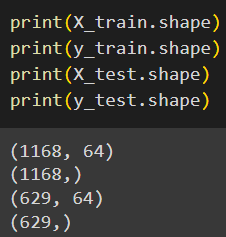 print(X_train.shape)
print(y_train.shape)
print(X_test.shape)
print(y_test.shape)
(1168, 64)
(1168,)
(629, 64)
(629,)